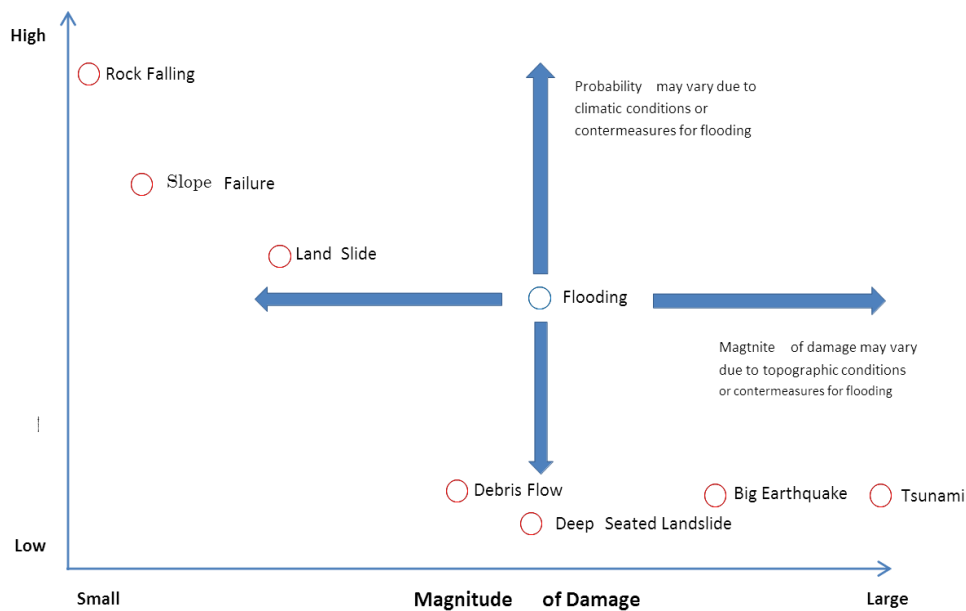 High
Rock Falling
Probability may vary due to
climatic conditions or
contermeasures for flooding
Slope Failure
Land Slide
Flooding
Magtnite of damage may vary
due to topographic conditions
or contermeasures for flooding
Debris Flow
Big Earthquake
Tsunami
Deep Seated Landslide
Low
Small
Magnitude of Damage
Large